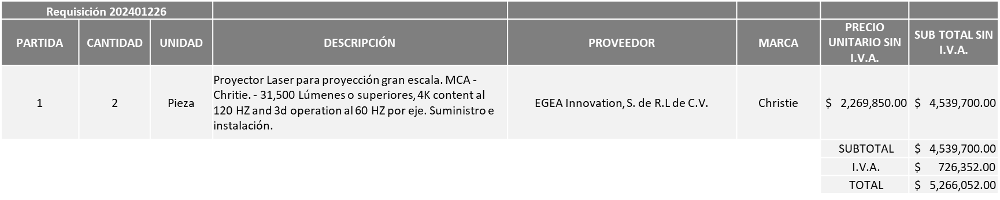 Requisición 202401226
PARTIDA CANTIDAD UNIDAD DESCRIPCIÓN PROVEEDOR MARCA PRECIO UNITARIO SIN I.V.A. SUB TOTAL SIN I.V.A.
Proyector Laser para proyección gran escala. MCA -
Chritie. - 31,500 Lúmenes o superiores, 4K content al
1 2 Pieza 120 HZ and 3d operation al 60 HZ por eje. Suministro e EGEA Innovation, S. de R.L de C.V. Christie $ 2,269,850.00 $ 4,539,700.00
instalación.
SUBTOTAL $ 4,539,700.00
I.V.A. $ 726,352.00
TOTAL $ 5,266,052.00